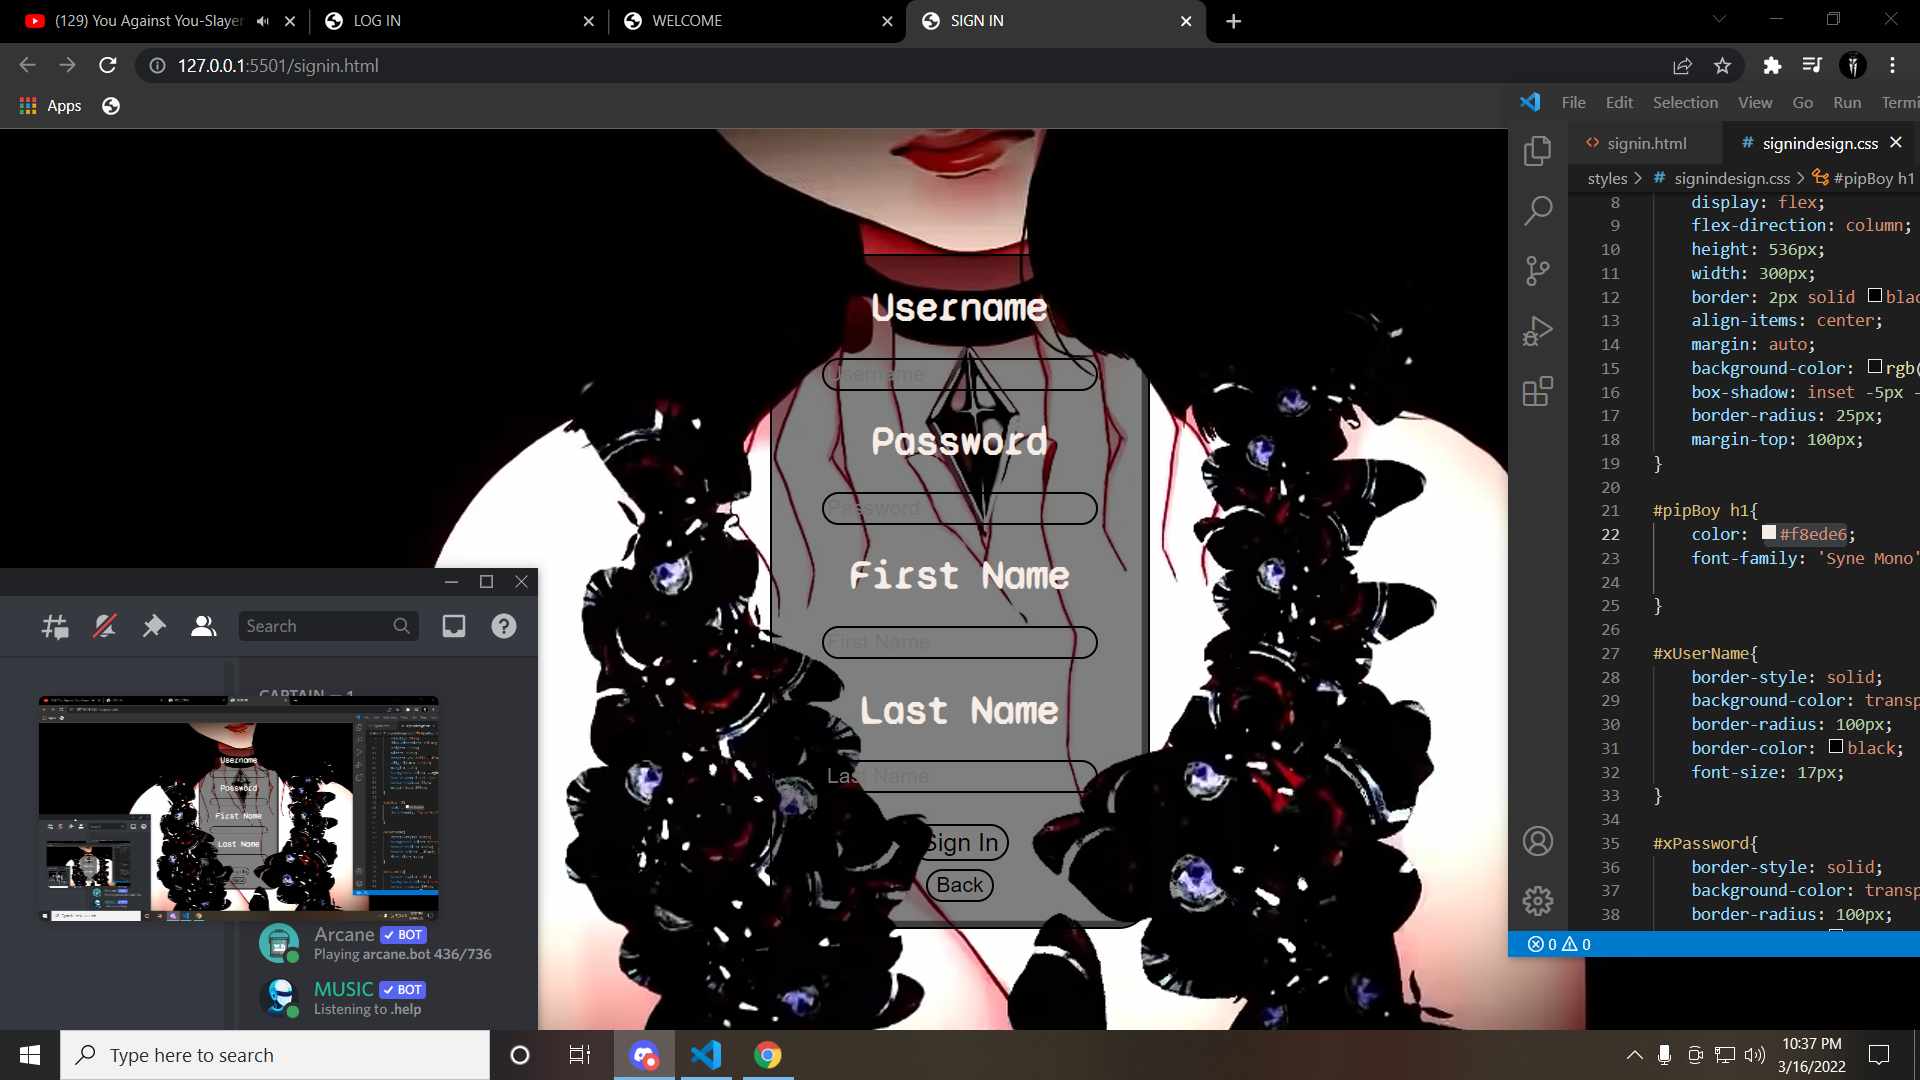 (129) You Against You-Slayer
LOG IN
WELCOME
SIGN IN
127.0.0.1:5501/signin.html
Apps
File Edit Selection View Go Run Termi
signin.html
# signindesign.css
styles > # signindesign.css > #pipBoy h1
8 display: flex;
9 flex-direction: column;
10 height: 536px;
11 width: 300px;
12 border: 2px solid blac
13 align-items: center;
14 margin: auto;
15 background-color: rgb(
16 box-shadow: inset -5px -
17 border-radius: 25px;
18 margin-top: 100px;
19 }
20
21 #pipBoy h1{
22 color: #f8ede6;
23 font-family: 'Syne Mono'
24
25 }
26
27 #xUserName{
28 border-style: solid;
29 background-color: transp
30 border-radius: 100px;
31 border-color: black;
32 font-size: 17px;
33 }
34
35 #xPassword{
36 border-style: solid;
37 background-color: transp
38 border-radius: 100px;
0 0
Username
Username
Password
Password
First Name
First Name
Last Name
Last Name
Sign In
Back
Search
CAPTAIN — 1
Username
Password
First Name
Last Name
Arcane BOT
Playing arcane.bot 436/736
MUSIC BOT
Listening to .help
Type here to search
10:37 PM
3/16/2022